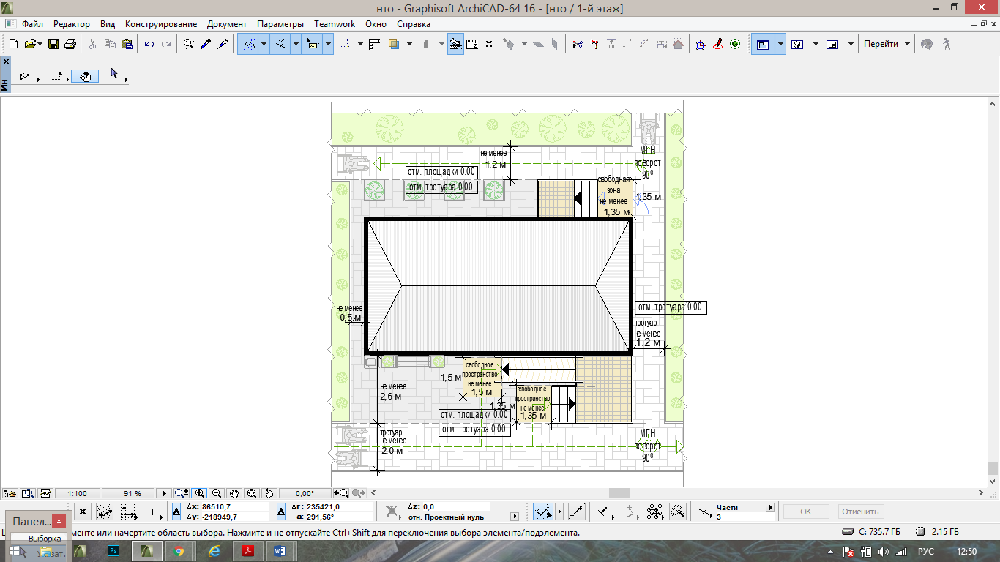 нто - Graphisoft ArchiCAD-64 16 - [нто / 1-й этаж]
Файл Редактор Вид Конструирование Документ Параметры Teamwork Окно Справка
Перейти
Ин
не менее
1,2 м
МГН
поворот
90⁰
отм. площадки 0.00
отм. тротуара 0.00
свободная
зона
не менее
1,35 м
1,35 м
не менее
0,5 м
отм. тротуара 0.00
тротуар
не менее
1,2 м
свободное
пространство
не менее
1,5 м
1,5 м
не менее
2,6 м
свободное
пространство
не менее
1,35 м
1,35 м
отм. площадки 0.00
отм. тротуара 0.00
тротуар
не менее
2,0 м
МГН
поворот
90⁰
1:100 91 % 0,00°
Δx: 86510,7 Δr: 235421,0 Δz: 0,0
Δy: -218949,7 a: 291,56° отн. Проектный нуль
Части
3
OK Отменить
Панел...
Выборка
Указат.
менте или начертите область выбора. Нажмите и не отпускайте Ctrl+Shift для переключения выбора элемента/подэлемента.
C: 735.7 ГБ 2.15 ГБ
Ps
РУС 12:50